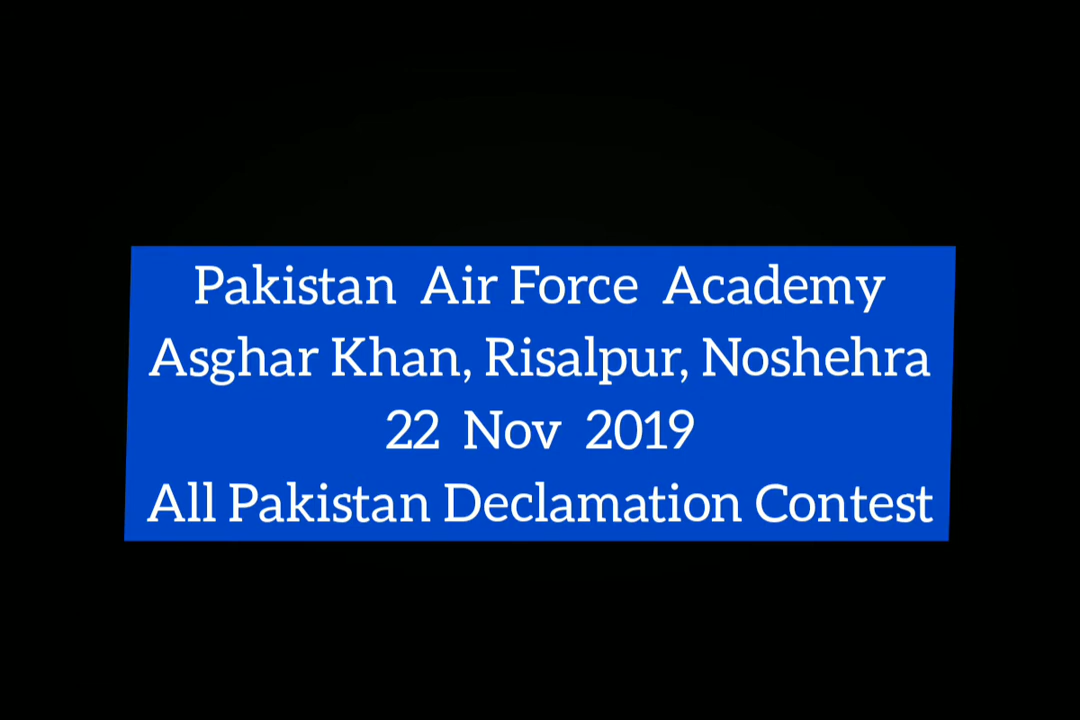 Pakistan Air Force Academy
Asghar Khan, Risalpur, Noshehra
22 Nov 2019
All Pakistan Declamation Contest